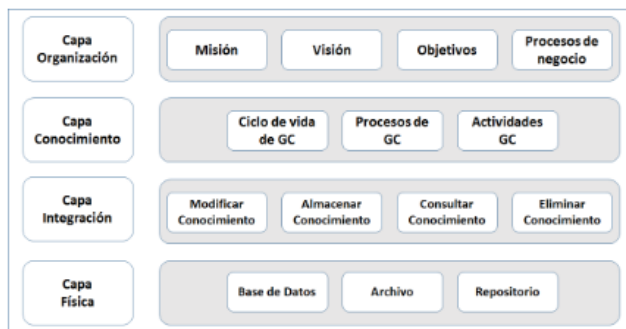 Capa
Organización
Misión
Visión
Objetivos
Procesos de
negocio
Capa
Conocimiento
Ciclo de vida
de GC
Procesos de
GC
Actividades
GC
Capa
Integración
Modificar
Conocimiento
Almacenar
Conocimiento
Consultar
Conocimiento
Eliminar
Conocimiento
Capa
Física
Base de Datos
Archivo
Repositorio